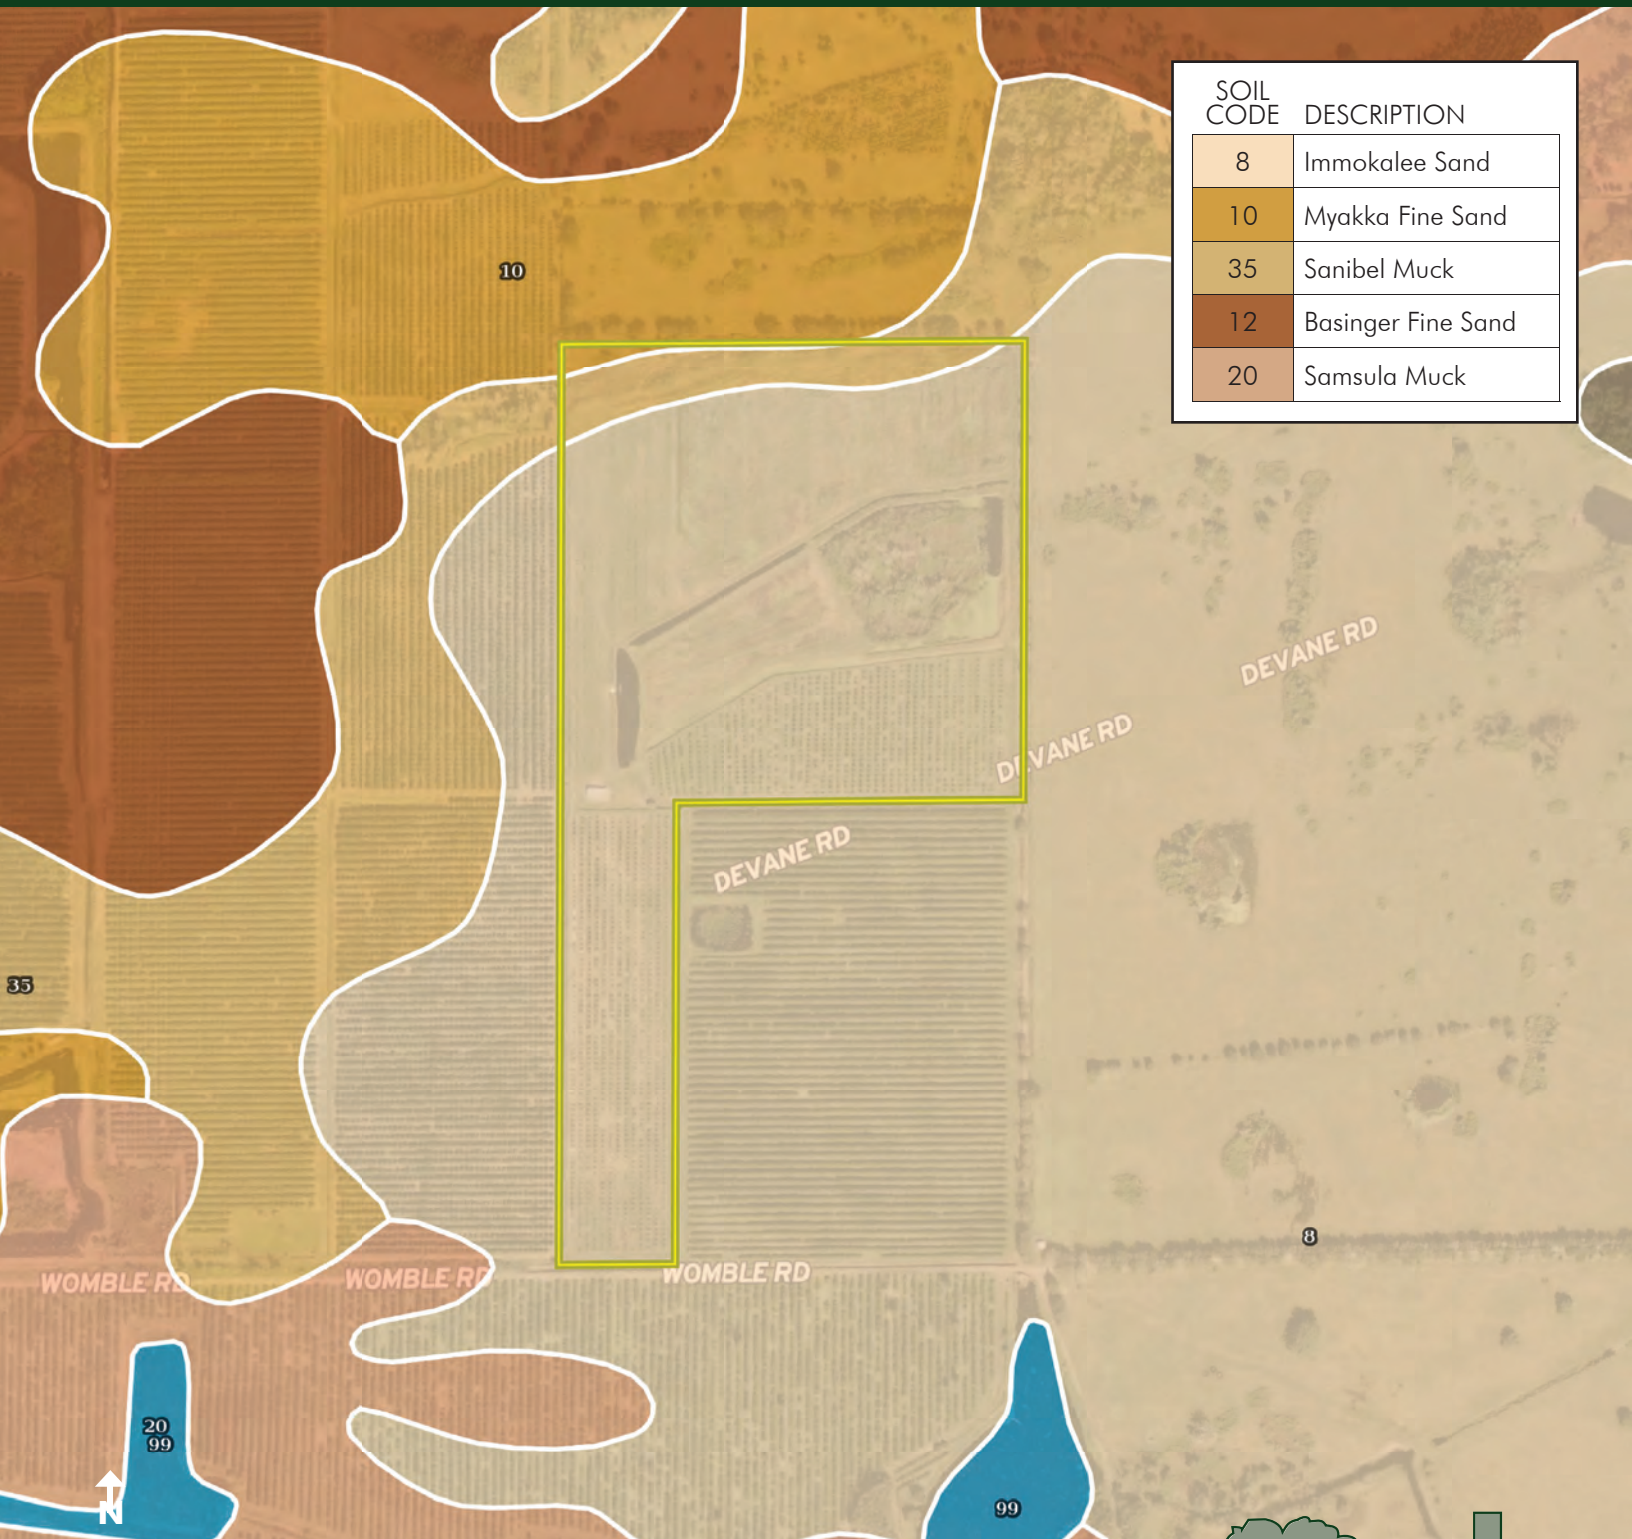 SOIL
CODE DESCRIPTION
8 Immokalee Sand
10 Myakka Fine Sand
35 Sanibel Muck
12 Basinger Fine Sand
20 Samsula Muck
10
DEVANE RD
DEVANE RD
DEVANE RD
35
8
WOMBLE RD
WOMBLE RD
WOMBLE RD
20
99
99
N